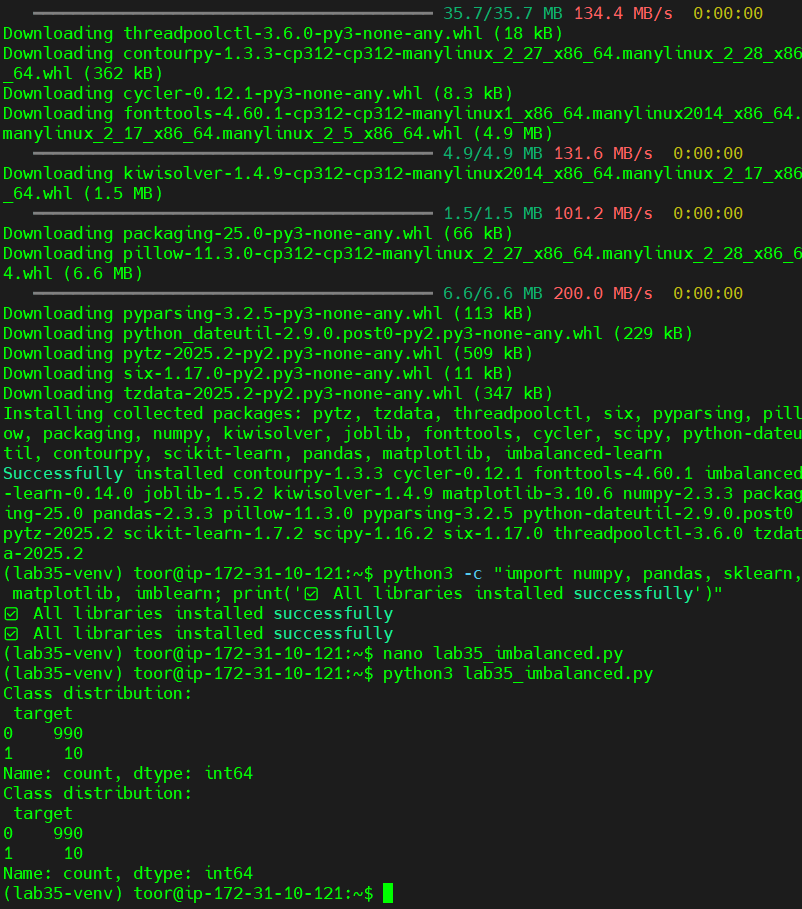 35.7/35.7 MB 134.4 MB/s  0:00:00
Downloading threadpoolctl-3.6.0-py3-none-any.whl (18 kB)
Downloading contourpy-1.3.3-cp312-cp312-manylinux_2_27_x86_64.manylinux_2_28_x86
_64.whl (362 kB)
Downloading cycler-0.12.1-py3-none-any.whl (8.3 kB)
Downloading fonttools-4.60.1-cp312-cp312-manylinux1_x86_64.manylinux2014_x86_64.
manylinux_2_17_x86_64.manylinux_2_5_x86_64.whl (4.9 MB)
4.9/4.9 MB 131.6 MB/s  0:00:00
Downloading kiwisolver-1.4.9-cp312-cp312-manylinux2014_x86_64.manylinux_2_17_x86
_64.whl (1.5 MB)
1.5/1.5 MB 101.2 MB/s  0:00:00
Downloading packaging-25.0-py3-none-any.whl (66 kB)
Downloading pillow-11.3.0-cp312-cp312-manylinux_2_27_x86_64.manylinux_2_28_x86_6
4.whl (6.6 MB)
6.6/6.6 MB 200.0 MB/s  0:00:00
Downloading pyparsing-3.2.5-py3-none-any.whl (113 kB)
Downloading python_dateutil-2.9.0.post0-py2.py3-none-any.whl (229 kB)
Downloading pytz-2025.2-py2.py3-none-any.whl (509 kB)
Downloading six-1.17.0-py2.py3-none-any.whl (11 kB)
Downloading tzdata-2025.2-py2.py3-none-any.whl (347 kB)
Installing collected packages: pytz, tzdata, threadpoolctl, six, pyparsing, pill
ow, packaging, numpy, kiwisolver, joblib, fonttools, cycler, scipy, python-dateu
til, contourpy, scikit-learn, pandas, matplotlib, imbalanced-learn
Successfully installed contourpy-1.3.3 cycler-0.12.1 fonttools-4.60.1 imbalanced
-learn-0.14.0 joblib-1.5.2 kiwisolver-1.4.9 matplotlib-3.10.6 numpy-2.3.3 packag
ing-25.0 pandas-2.3.3 pillow-11.3.0 pyparsing-3.2.5 python-dateutil-2.9.0.post0
pytz-2025.2 scikit-learn-1.7.2 scipy-1.16.2 six-1.17.0 threadpoolctl-3.6.0 tzdat
a-2025.2
(lab35-venv) toor@ip-172-31-10-121:~$ python3 -c "import numpy, pandas, sklearn,
 matplotlib, imblearn; print('✅ All libraries installed successfully')"
✅ All libraries installed successfully
✅ All libraries installed successfully
(lab35-venv) toor@ip-172-31-10-121:~$ nano lab35_imbalanced.py
(lab35-venv) toor@ip-172-31-10-121:~$ python3 lab35_imbalanced.py
Class distribution:
 target
0    990
1     10
Name: count, dtype: int64
Class distribution:
 target
0    990
1     10
Name: count, dtype: int64
(lab35-venv) toor@ip-172-31-10-121:~$